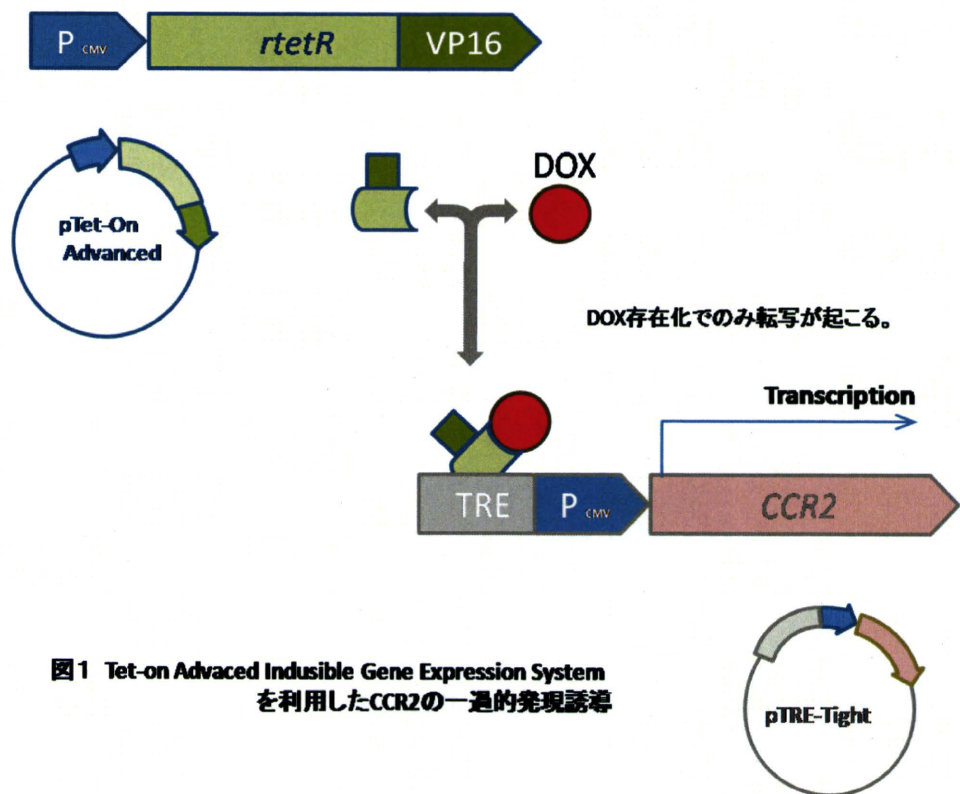 P CMV rtetR VP16
DOX
pTet-On
Advanced
DOX存在化でのみ転写が起こる。
Transcription
TRE P CMV CCR2
図1 Tet-on Advaced Indusible Gene Expression System
を利用したCCR2の一過的発現誘導
pTRE-Tight